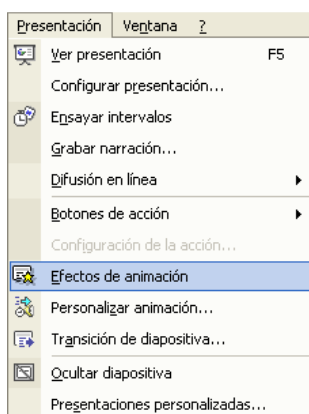 Presentación Ventana ?
Ver presentación F5
Configurar presentación...
Ensayar intervalos
Grabar narración...
Difusión en línea
Botones de acción
Configuración de la acción...
Efectos de animación
Personalizar animación...
Transición de diapositiva...
Ocultar diapositiva
Presentaciones personalizadas...